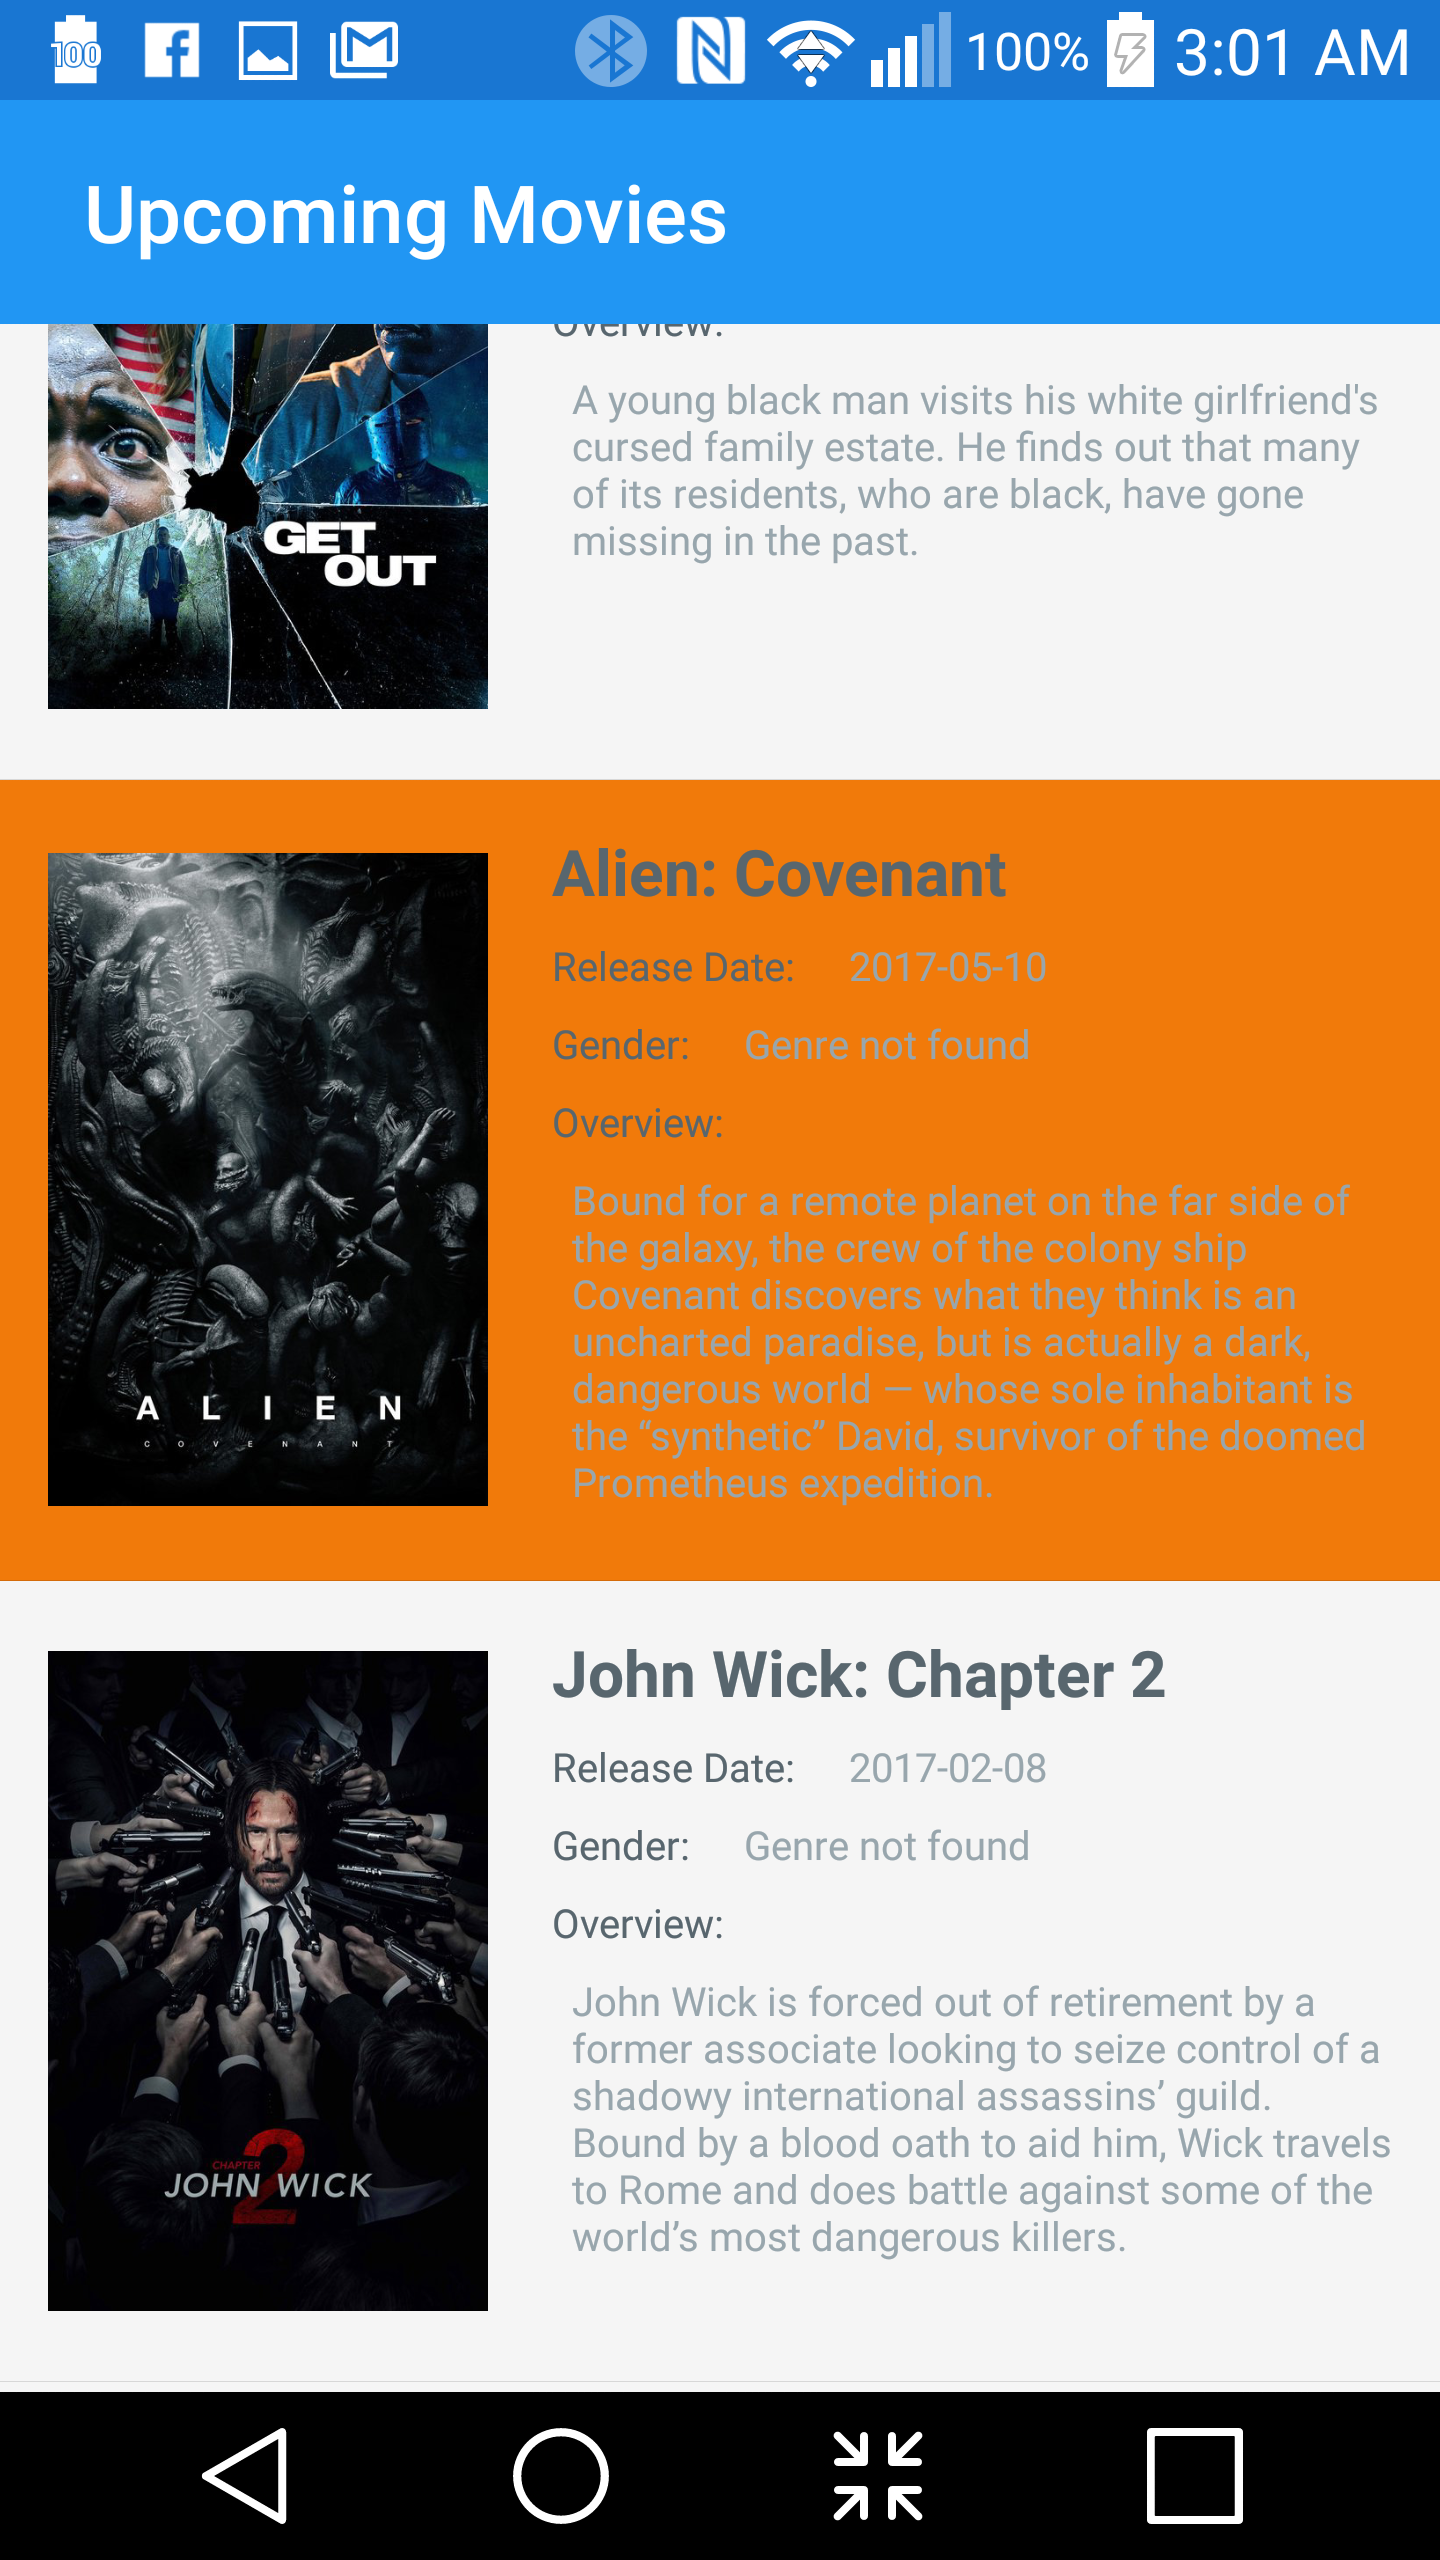 100
100%
3:01 AM
Upcoming Movies
Overview:
A young black man visits his white girlfriend's
cursed family estate. He finds out that many
of its residents, who are black, have gone
missing in the past.
GET
OUT
Alien: Covenant
Release Date: 2017-05-10
Gender: Genre not found
Overview:
Bound for a remote planet on the far side of
the galaxy, the crew of the colony ship
Covenant discovers what they think is an
uncharted paradise, but is actually a dark,
dangerous world — whose sole inhabitant is
the “synthetic” David, survivor of the doomed
Prometheus expedition.
ALIEN
COVENANT
John Wick: Chapter 2
Release Date: 2017-02-08
Gender: Genre not found
Overview:
John Wick is forced out of retirement by a
former associate looking to seize control of a
shadowy international assassins’ guild.
Bound by a blood oath to aid him, Wick travels
to Rome and does battle against some of the
world’s most dangerous killers.
CHAPTER
2
JOHN WICK